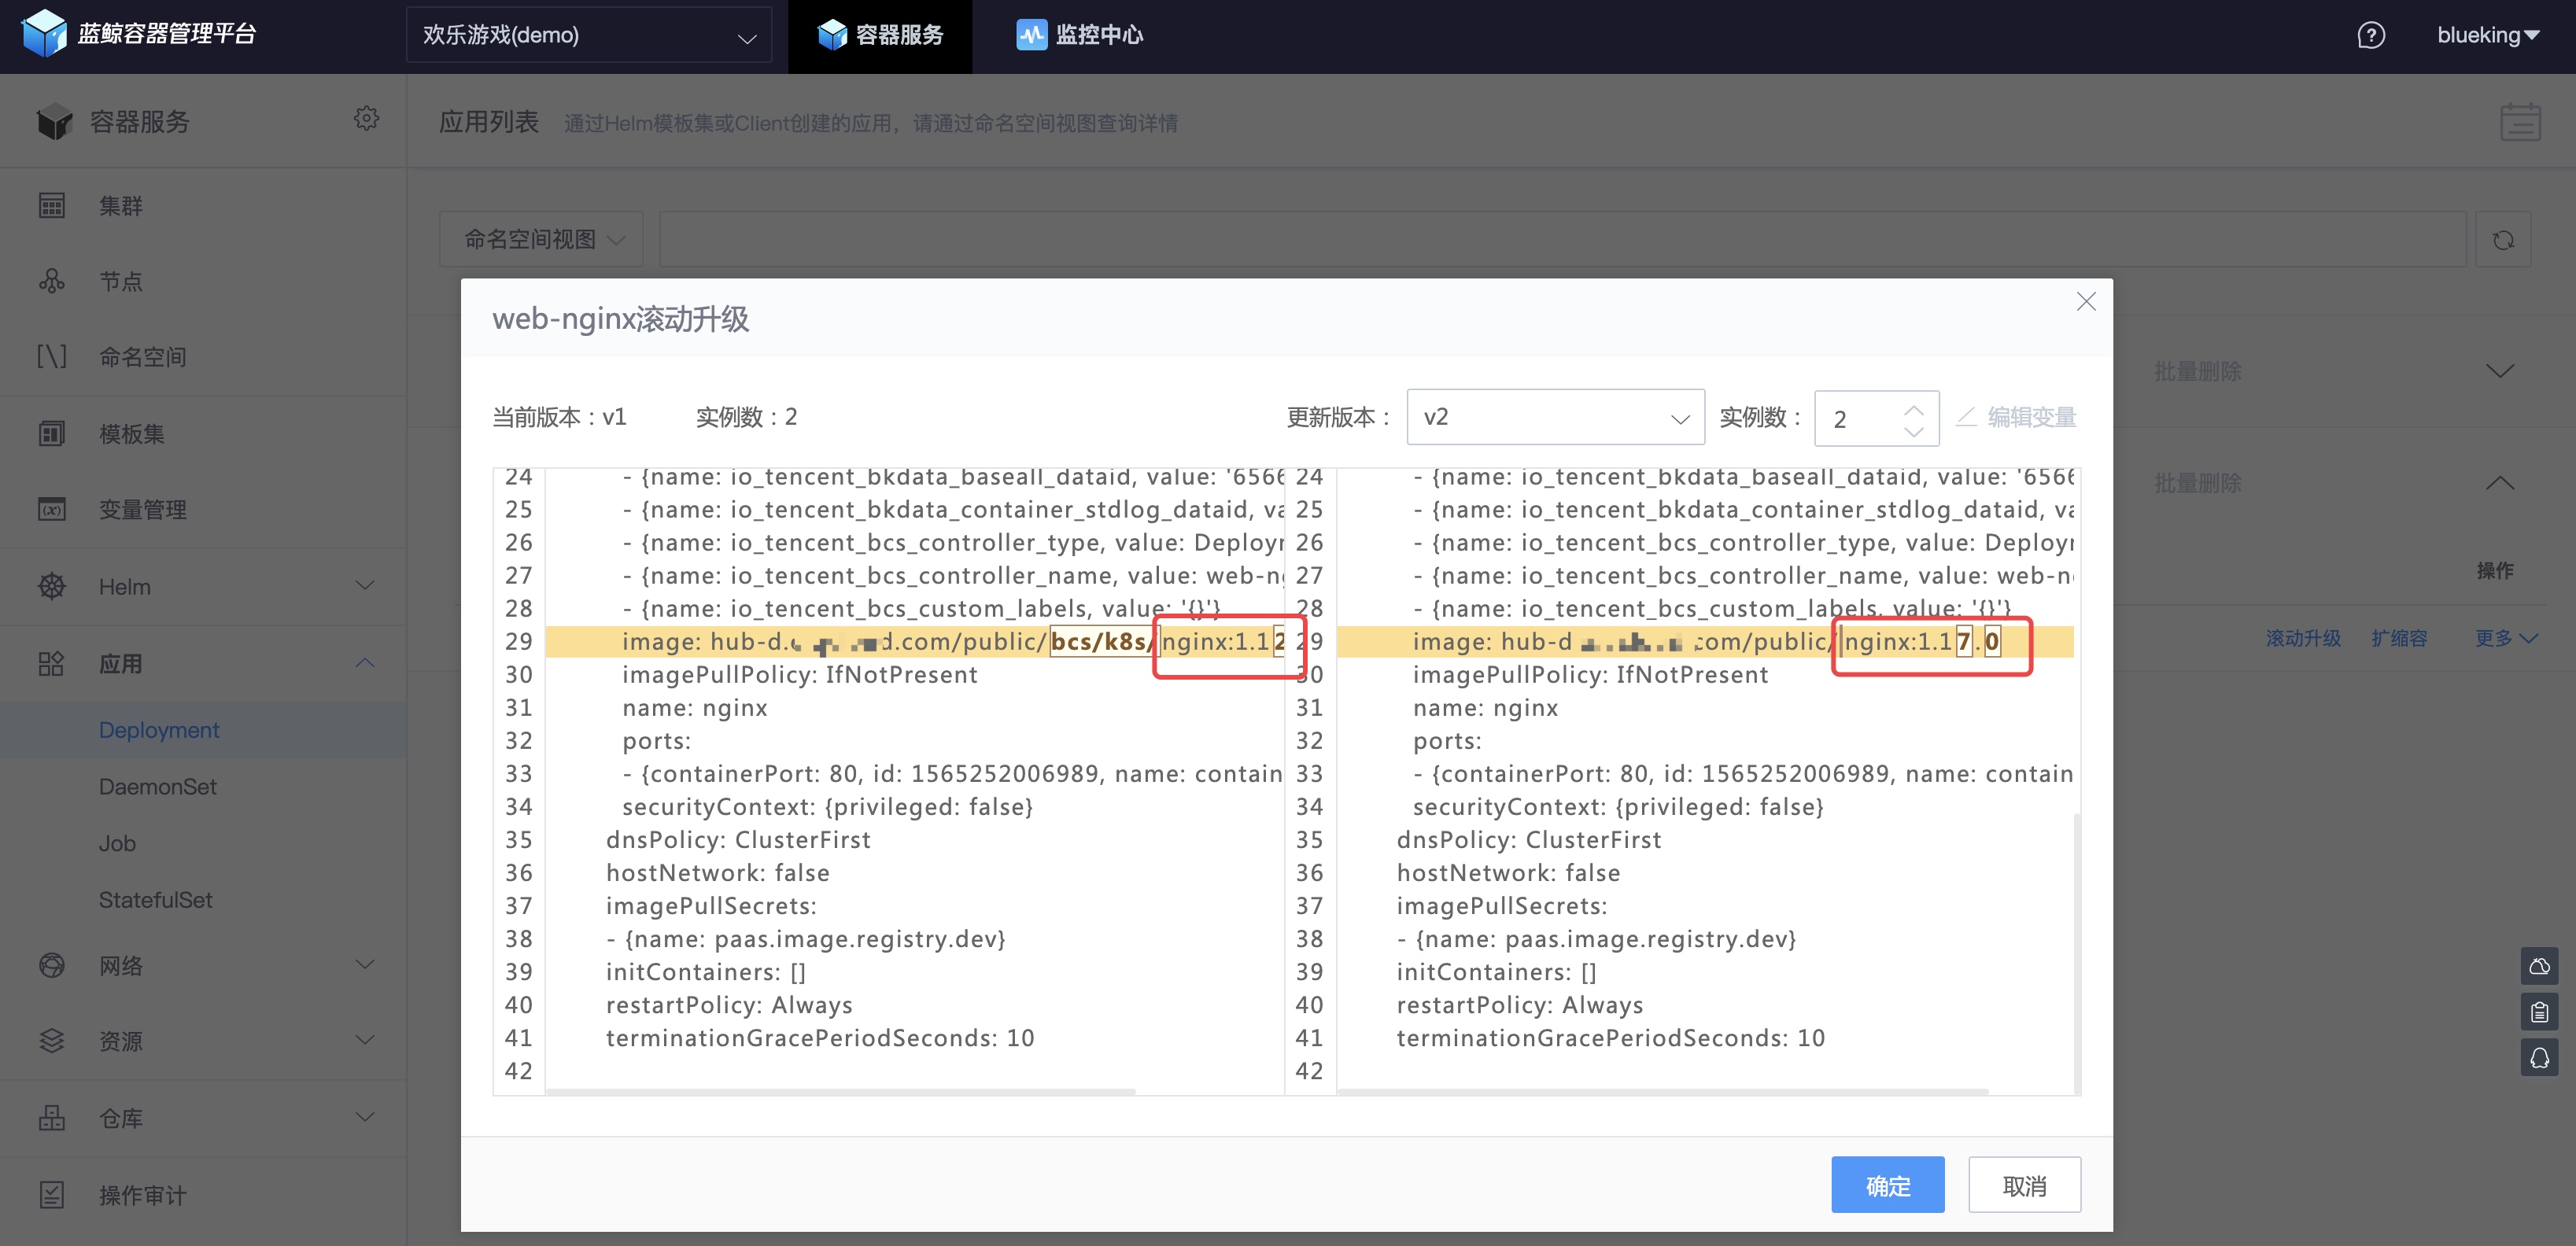 蓝鲸容器管理平台
欢乐游戏(demo)
容器服务
监控中心
blueking
容器服务
应用列表 通过Helm模板集或Client创建的应用，请通过命名空间视图查询详情
集群
节点
命名空间
模板集
变量管理
Helm
应用
Deployment
DaemonSet
Job
StatefulSet
网络
资源
仓库
操作审计
命名空间视图
批量删除
批量删除
操作
滚动升级 扩缩容 更多
web-nginx滚动升级
当前版本：v1 实例数：2
更新版本： v2 实例数： 2 编辑变量
24 - {name: io_tencent_bkdata_baseall_dataid, value: '6566
25 - {name: io_tencent_bkdata_container_stdlog_dataid, va
26 - {name: io_tencent_bcs_controller_type, value: Deployr
27 - {name: io_tencent_bcs_controller_name, value: web-n
28 - {name: io_tencent_bcs_custom_labels, value: '{}'}
29 image: hub-d. d.com/public/bcs/k8s/nginx:1.12
30 imagePullPolicy: IfNotPresent
31 name: nginx
32 ports:
33 - {containerPort: 80, id: 1565252006989, name: contain
34 securityContext: {privileged: false}
35 dnsPolicy: ClusterFirst
36 hostNetwork: false
37 imagePullSecrets:
38 - {name: paas.image.registry.dev}
39 initContainers: []
40 restartPolicy: Always
41 terminationGracePeriodSeconds: 10
42
24 - {name: io_tencent_bkdata_baseall_dataid, value: '6566
25 - {name: io_tencent_bkdata_container_stdlog_dataid, va
26 - {name: io_tencent_bcs_controller_type, value: Deployr
27 - {name: io_tencent_bcs_controller_name, value: web-n
28 - {name: io_tencent_bcs_custom_labels, value: '{}'}
29 image: hub-d com/public/nginx:1.17.0
30 imagePullPolicy: IfNotPresent
31 name: nginx
32 ports:
33 - {containerPort: 80, id: 1565252006989, name: contain
34 securityContext: {privileged: false}
35 dnsPolicy: ClusterFirst
36 hostNetwork: false
37 imagePullSecrets:
38 - {name: paas.image.registry.dev}
39 initContainers: []
40 restartPolicy: Always
41 terminationGracePeriodSeconds: 10
42
确定 取消